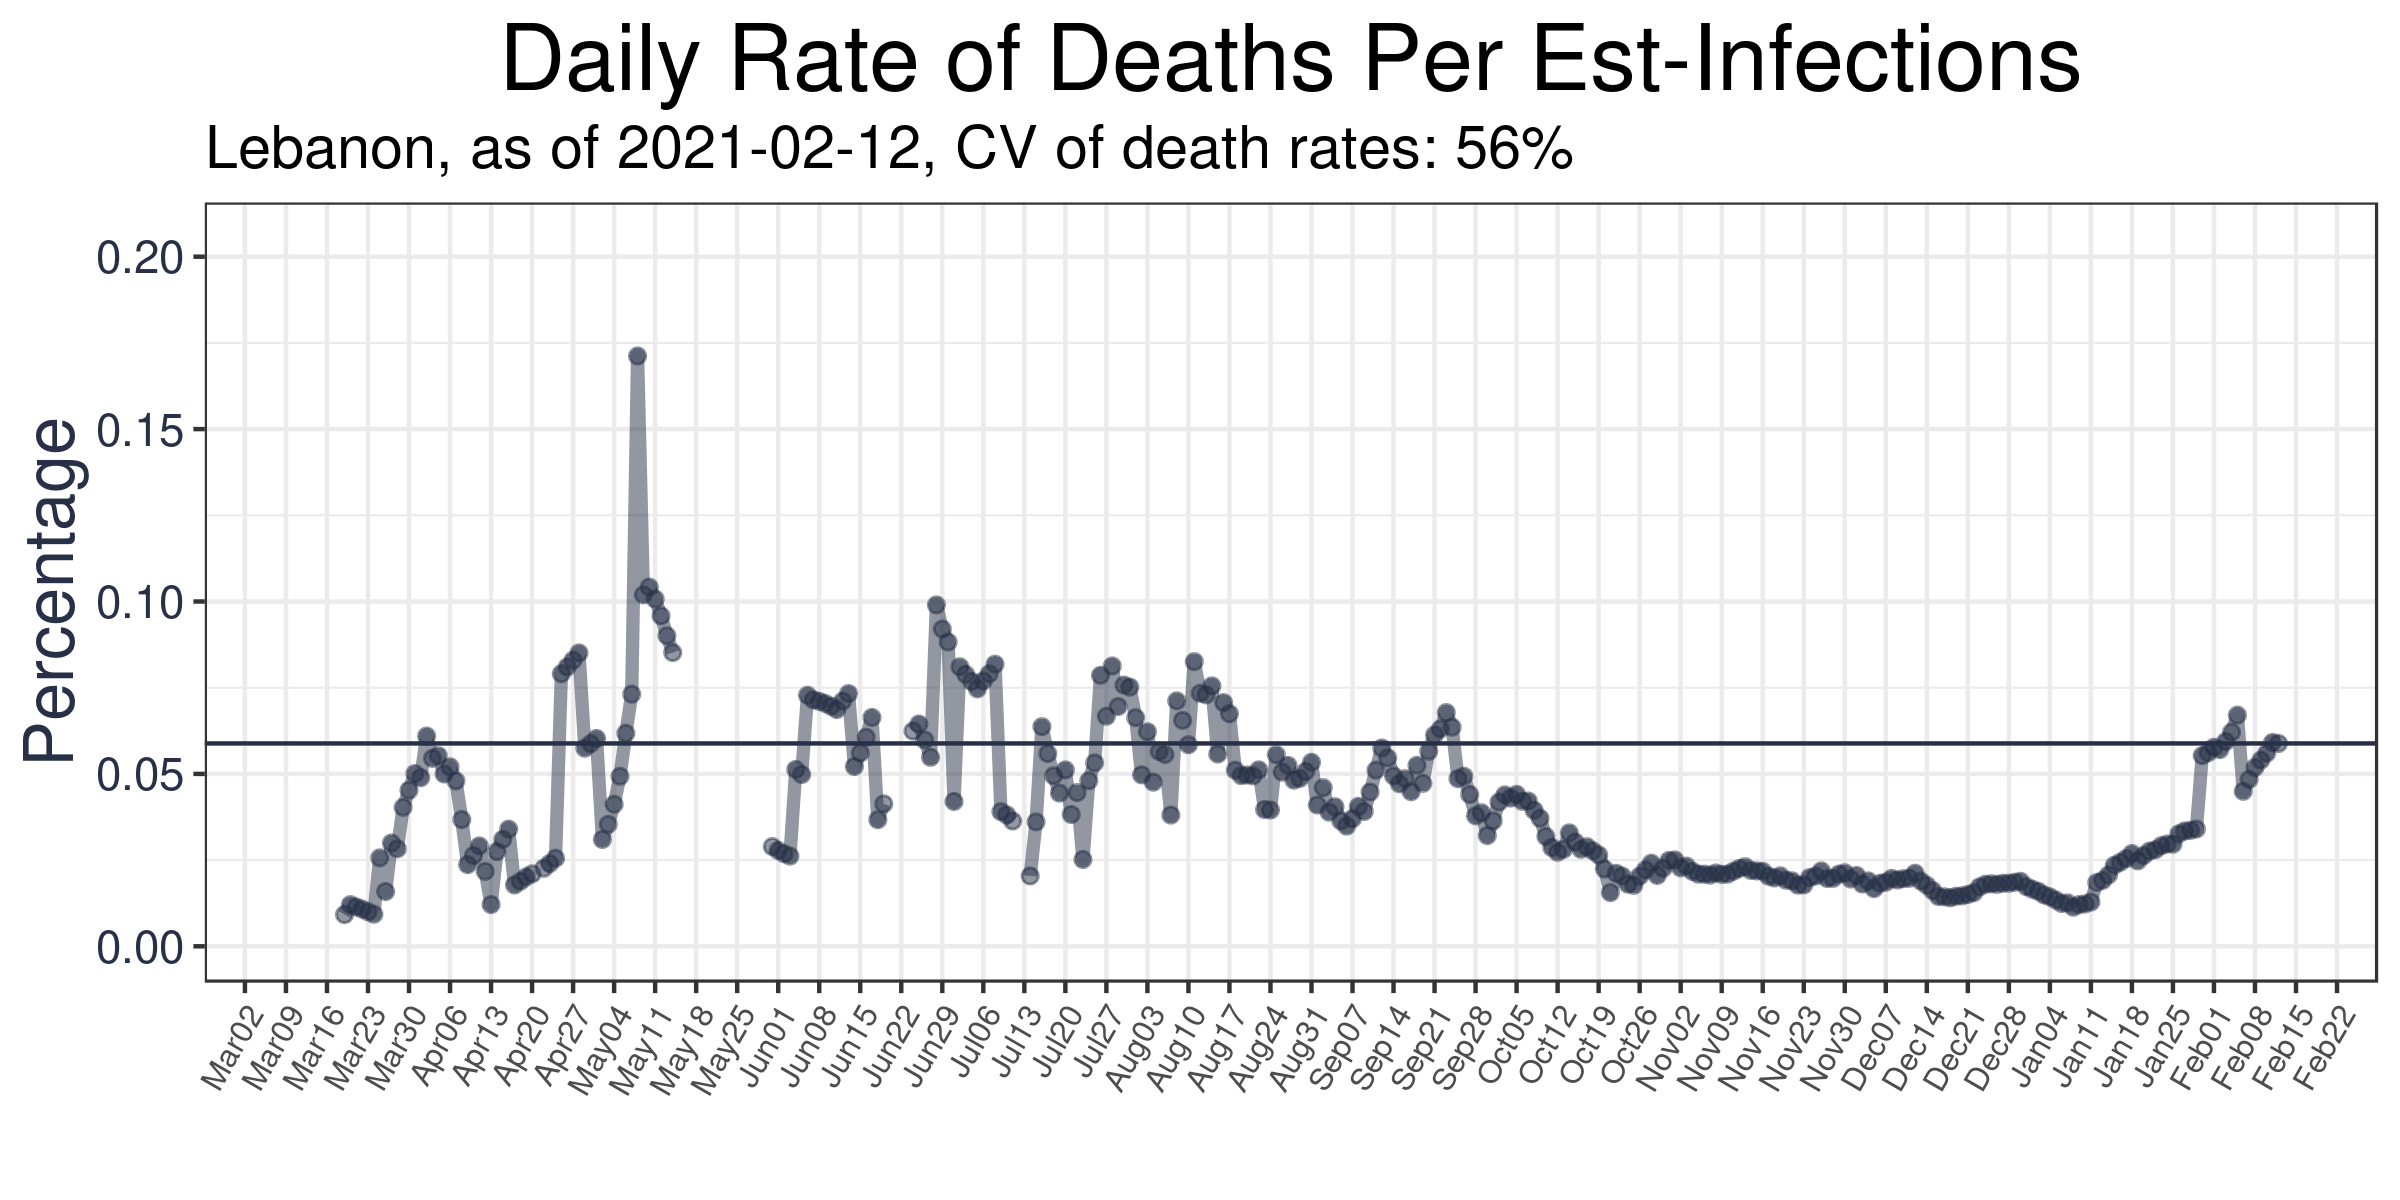 Daily Rate of Deaths Per Est-Infections
Lebanon, as of 2021-02-12, CV of death rates: 56%
Percentage
0.20
0.15
0.10
0.05
0.00
Mar02 Mar09 Mar16 Mar23 Mar30 Apr06 Apr13 Apr20 Apr27 May04 May11 May18 May25 Jun01 Jun08 Jun15 Jun22 Jun29 Jul06 Jul13 Jul20 Jul27 Aug03 Aug10 Aug17 Aug24 Aug31 Sep07 Sep14 Sep21 Sep28 Oct05 Oct12 Oct19 Oct26 Nov02 Nov09 Nov16 Nov23 Nov30 Dec07 Dec14 Dec21 Dec28 Jan04 Jan11 Jan18 Jan25 Feb01 Feb08 Feb15 Feb22